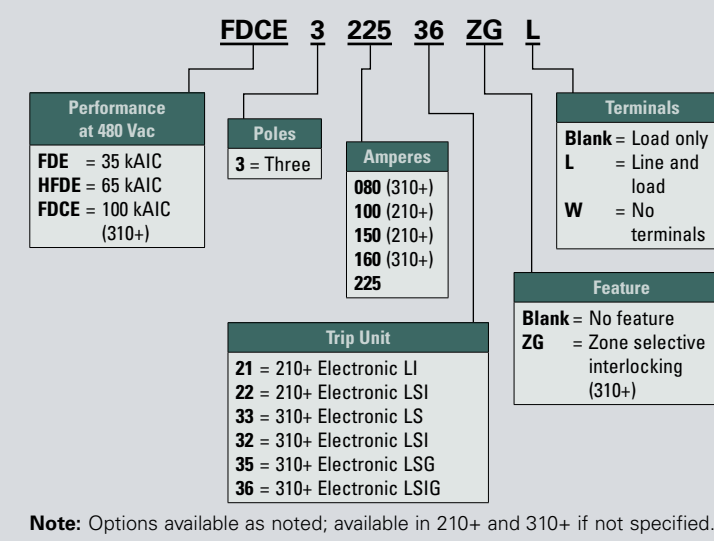 FDCE 3 225 36 ZG L
Performance
at 480 Vac
FDE = 35 kAIC
HFDE = 65 kAIC
FDCE = 100 kAIC
(310+)
Poles
3 = Three
Amperes
080 (310+)
100 (210+)
150 (210+)
160 (310+)
225
Trip Unit
21 = 210+ Electronic LI
22 = 210+ Electronic LSI
33 = 310+ Electronic LS
32 = 310+ Electronic LSI
35 = 310+ Electronic LSG
36 = 310+ Electronic LSIG
Terminals
Blank = Load only
L = Line and
load
W = No
terminals
Feature
Blank = No feature
ZG = Zone selective
interlocking
(310+)
Note: Options available as noted; available in 210+ and 310+ if not specified.